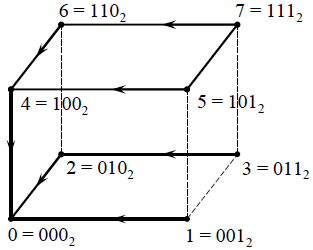 6 = 110₂
7 = 111₂
4 = 100₂
5 = 101₂
2 = 010₂
3 = 011₂
0 = 000₂
1 = 001₂